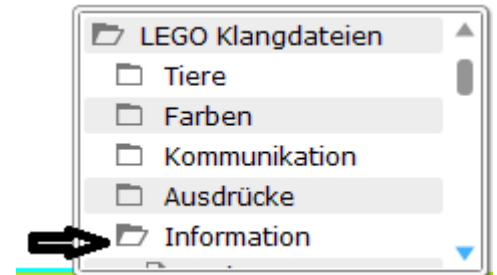 LEGO Klangdateien
Tiere
Farben
Kommunikation
Ausdrücke
Information